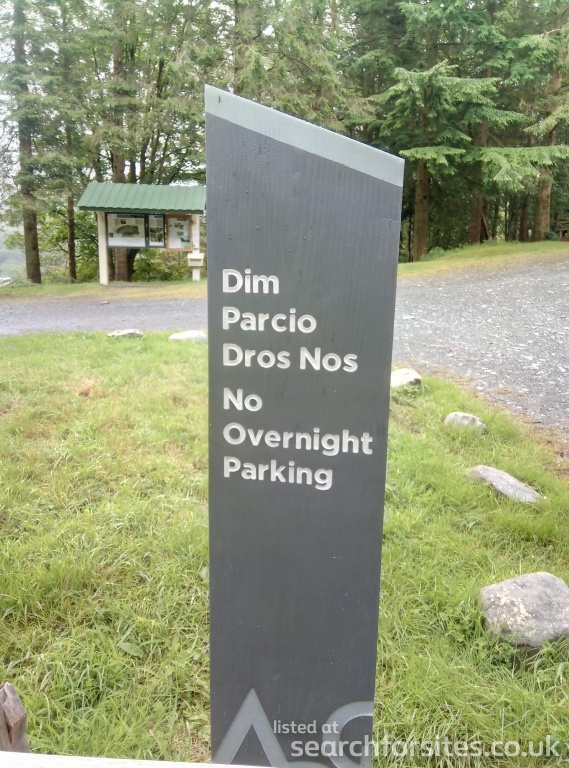 Dim
Parcio
Dros Nos
No
Overnight
Parking
listed at
searchforsites.co.uk